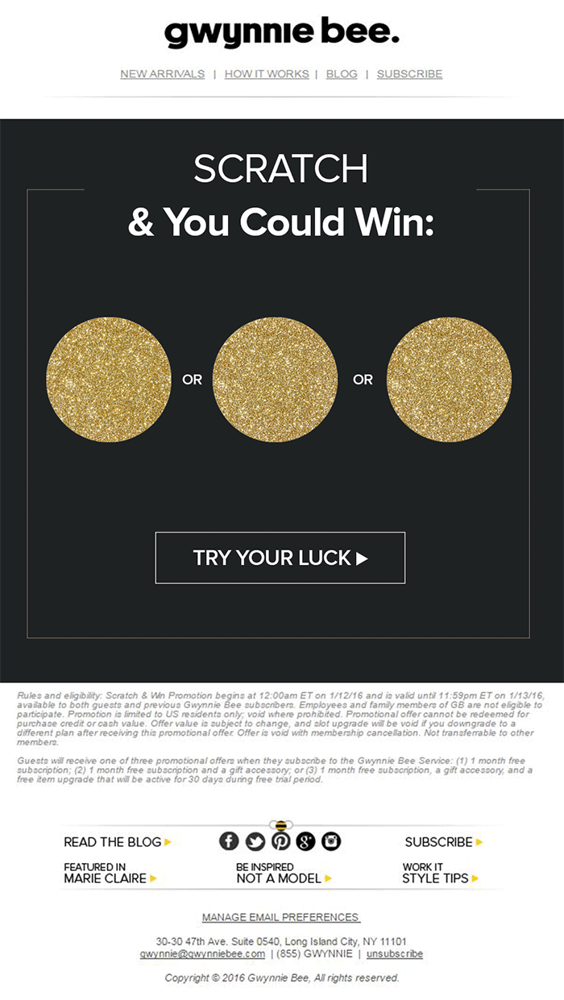 gwynnie bee.
NEW ARRIVALS | HOW IT WORKS | BLOG | SUBSCRIBE
SCRATCH
& You Could Win:
OR OR
TRY YOUR LUCK ▶
Rules and eligibility: Scratch & Win Promotion begins at 12:00am ET on 1/12/16 and is valid until 11:59pm ET on 1/13/16,
available to both guests and previous Gwynnie Bee subscribers. Employees and family members of GB are not eligible to
participate. Promotion is limited to US residents only; void where prohibited. Promotional offer cannot be redeemed for
purchase credit or cash value. Offer value is subject to change, and slot upgrade will be void if you downgrade to a
different plan after receiving this promotional offer. Offer is void with membership cancellation. Not transferrable to other
members.
Guests will receive one of three promotional offers when they subscribe to the Gwynnie Bee Service: (1) 1 month free
subscription; (2) 1 month free subscription and a gift accessory; or (3) 1 month free subscription, a gift accessory, and a
free item upgrade that will be active for 30 days during free trial period.
READ THE BLOG SUBSCRIBE
FEATURED IN BE INSPIRED WORK IT
MARIE CLAIRE NOT A MODEL STYLE TIPS
MANAGE EMAIL PREFERENCES
30-30 47th Ave. Suite 0540, Long Island City, NY 11101
gwynnie@gwynniebee.com | (855) GWYNNIE | unsubscribe
Copyright © 2016 Gwynnie Bee, All rights reserved.